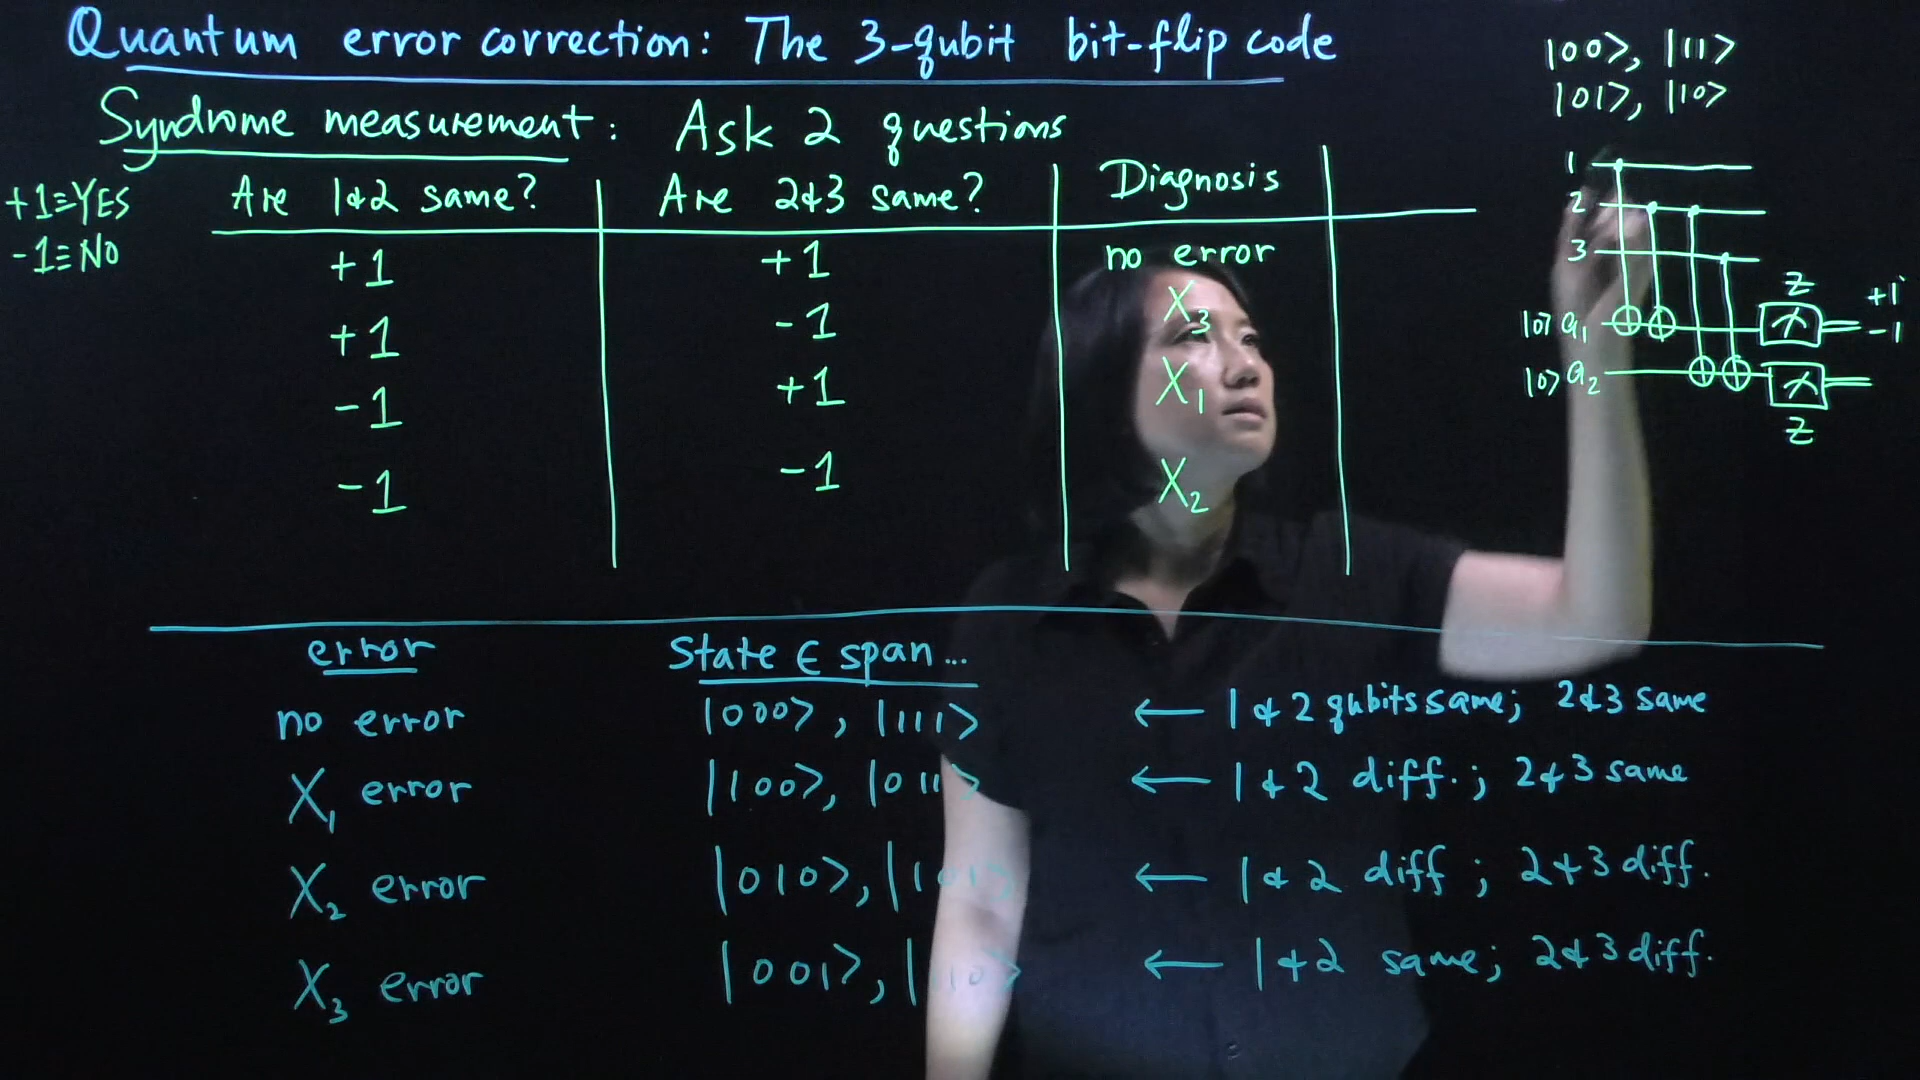 Quantum error correction: The 3-qubit bit-flip code
Syndrome measurement: Ask 2 questions
+1≡YES
-1≡NO
Are 1&2 same? Are 2&3 same? Diagnosis
+1 +1 no error
+1 -1 X₃
-1 +1 X₁
-1 -1 X₂
|00⟩, |11⟩
|01⟩, |10⟩
1
2
3
|0⟩ a₁ Z +1 -1
|0⟩ a₂ Z
error State ∈ span...
no error |000⟩, |111⟩ ← 1 & 2 qubits same; 2&3 same
X₁ error |100⟩, |011⟩ ← 1 & 2 diff.; 2&3 same
X₂ error |010⟩, |101⟩ ← 1 & 2 diff; 2&3 diff.
X₃ error |001⟩, |110⟩ ← 1 & 2 same; 2&3 diff.